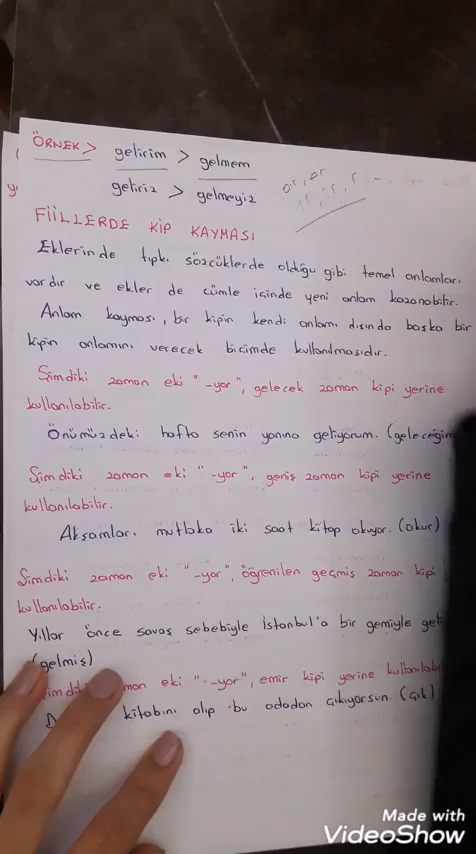 ÖRNEK > gelirim > gelmem
geliriz > gelmeyiz
or, er
ır, ir, r
FİİLLERDE KİP KAYMASI
Eklerinde tıpkı sözcüklerde olduğu gibi temel anlamları
vardır ve ekler de cümle içinde yeni anlam kazanabilir.
Anlam kayması, bir kipin kendi anlamı dışında başka bir
kipin anlamını verecek biçimde kullanılmasıdır.
Şimdiki zaman eki "-yor", gelecek zaman kipi yerine
kullanılabilir.
Önümüzdeki hafta senin yanına geliyorum. (geleceğim
Şimdiki zaman eki "-yor", geniş zaman kipi yerine
kullanılabilir.
Akşamları mutlaka iki saat kitap okuyor. (okur)
Şimdiki zaman eki "-yor", öğrenilen geçmiş zaman kipi
kullanılabilir.
Yıllar önce savaş sebebiyle İstanbul'a bir gemiyle
(gelmiş)
zaman eki "-yor", emir kipi yerine
kitabını alıp bu odadan çıkıyorsun. (çık)
Made with
VideoShow